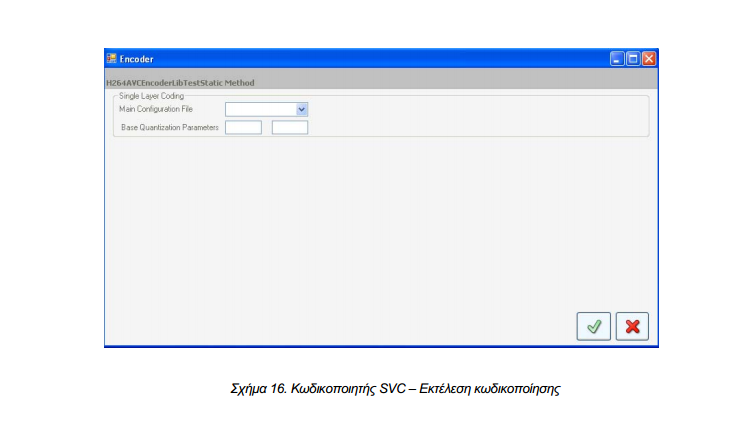 Encoder
H264AVCEncoderLibTestStatic Method
Single Layer Coding
Main Configuration File
Base Quantization Parameters
Σχήμα 16. Κωδικοποιητής SVC – Εκτέλεση κωδικοποίησης